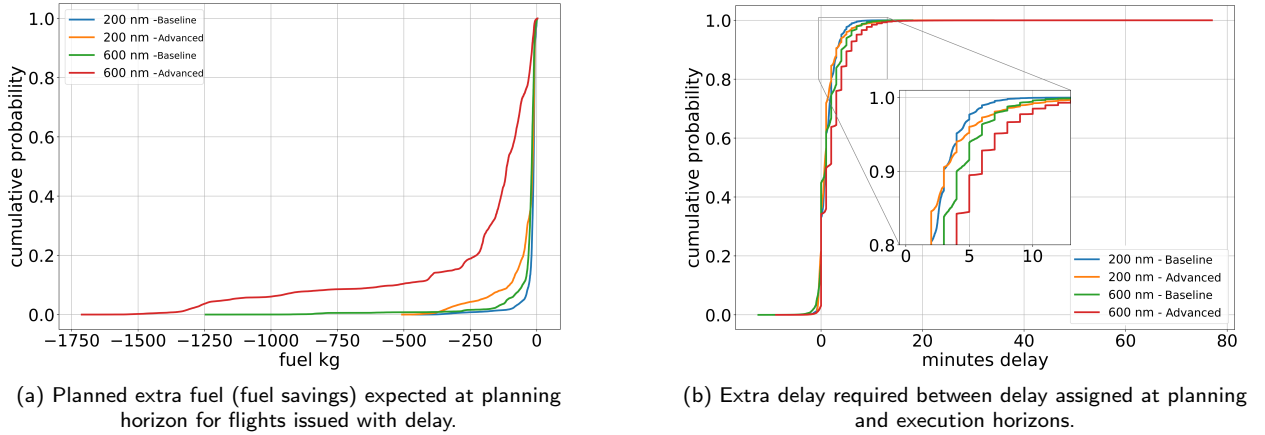 1.0
0.8
0.6
0.4
0.2
0.0
cumulative probability
200 nm -Baseline
200 nm -Advanced
600 nm -Baseline
600 nm -Advanced
−1750 −1500 −1250 −1000 −750 −500 −250 0
fuel kg
(a) Planned extra fuel (fuel savings) expected at planning
horizon for flights issued with delay.
1.0
0.8
0.6
0.4
0.2
0.0
cumulative probability
1.0
0.9
0.8
0 5 10
200 nm - Baseline
200 nm - Advanced
600 nm - Baseline
600 nm - Advanced
0 20 40 60 80
minutes delay
(b) Extra delay required between delay assigned at planning
and execution horizons.